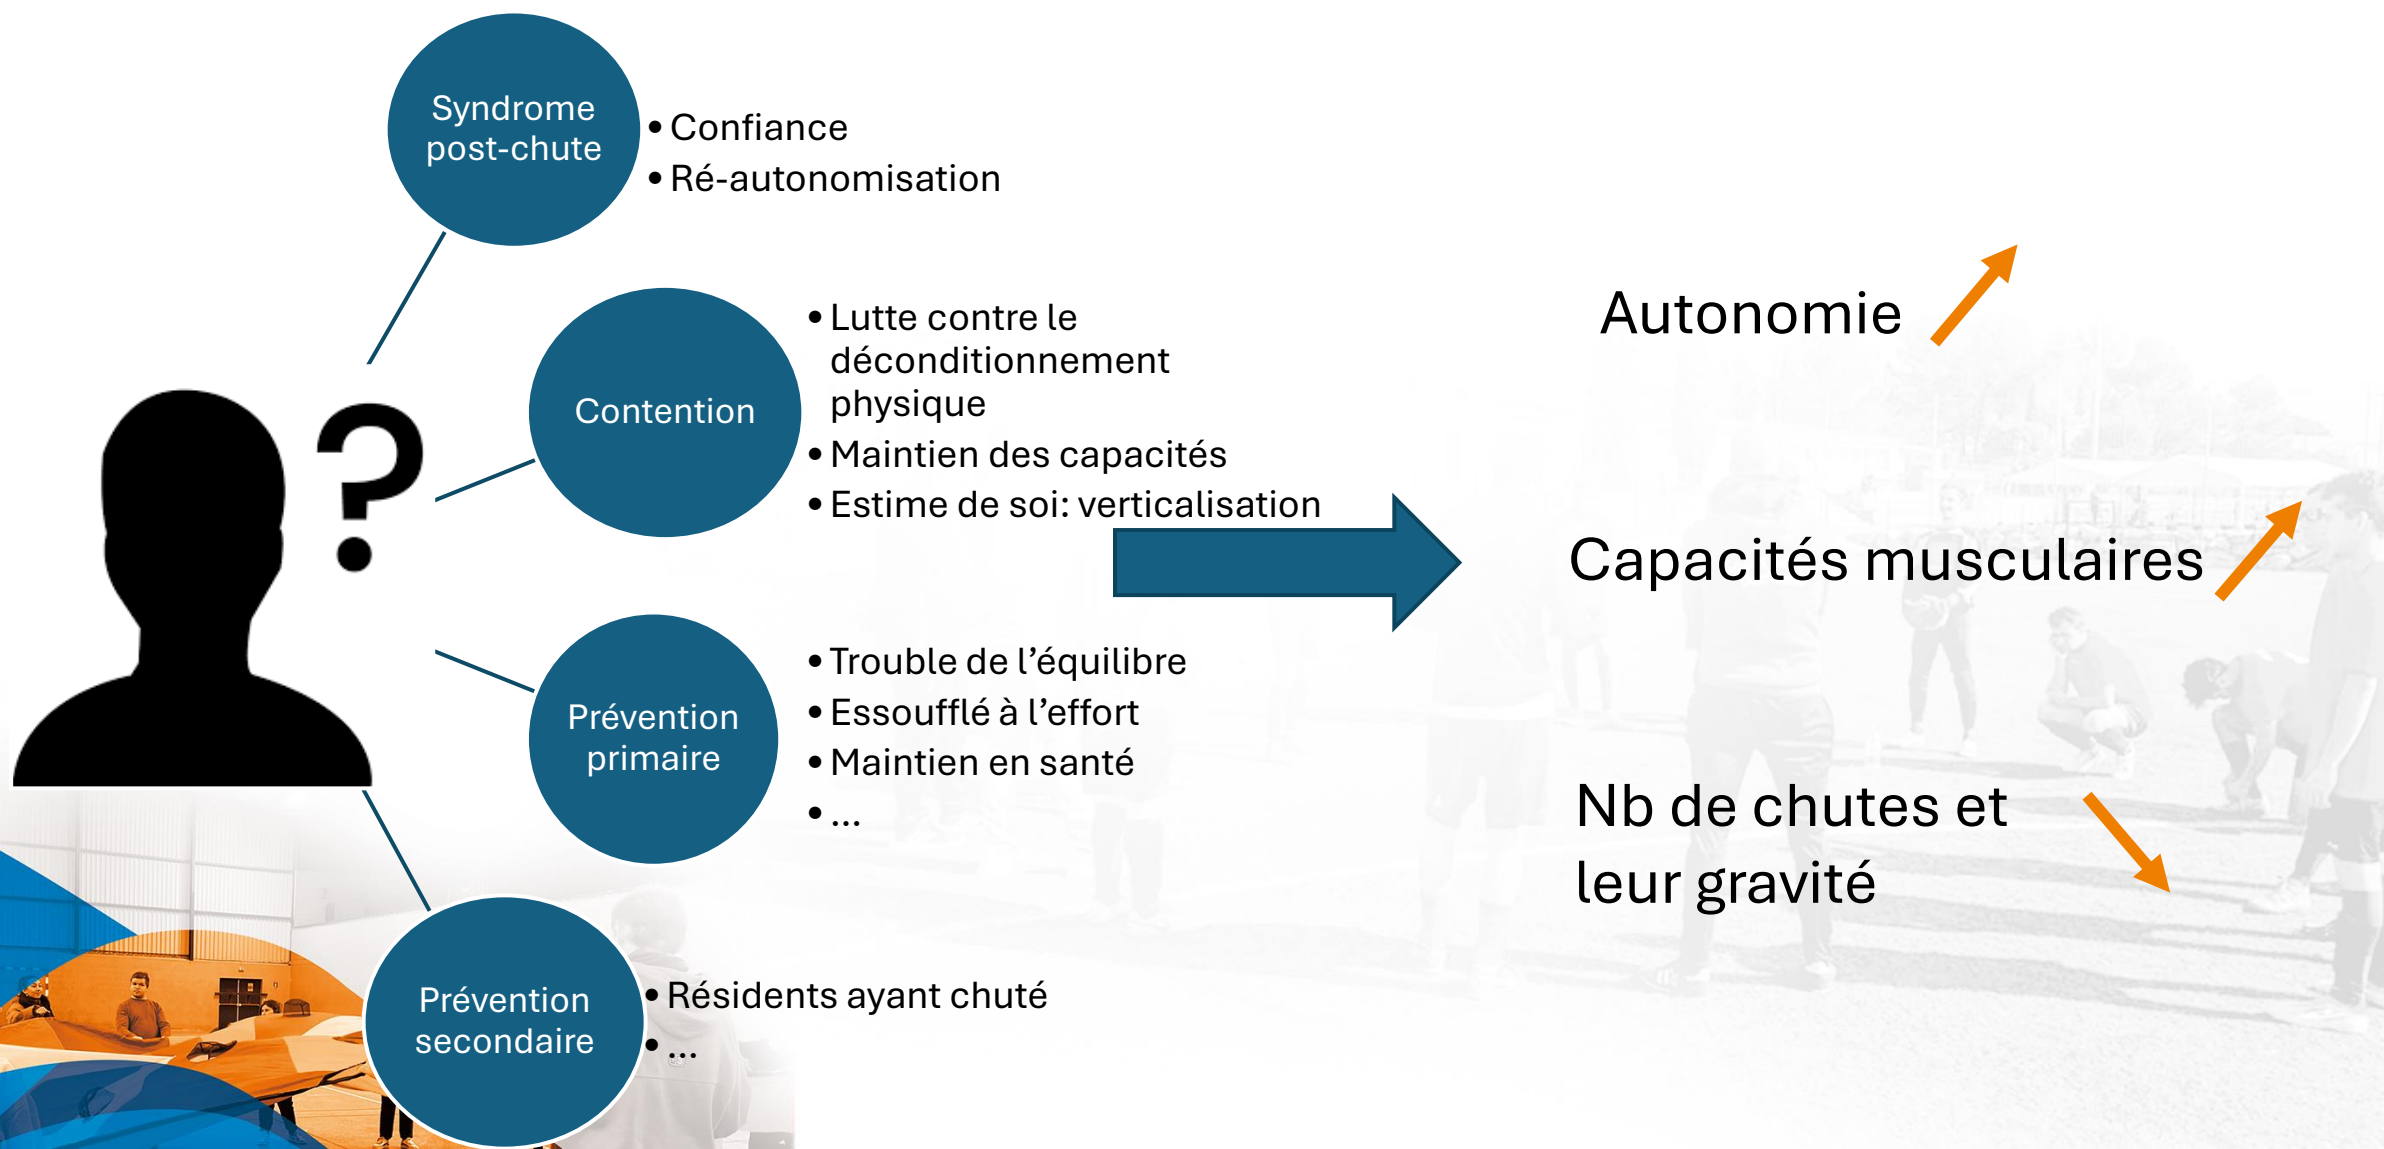 Syndrome
post-chute
• Confiance
• Ré-autonomisation
Contention
• Lutte contre le
déconditionnement
physique
• Maintien des capacités
• Estime de soi: verticalisation
Prévention
primaire
• Trouble de l’équilibre
• Essoufflé à l’effort
• Maintien en santé
• ...
Prévention
secondaire
• Résidents ayant chuté
• ...
?
Autonomie
Capacités musculaires
Nb de chutes et
leur gravité